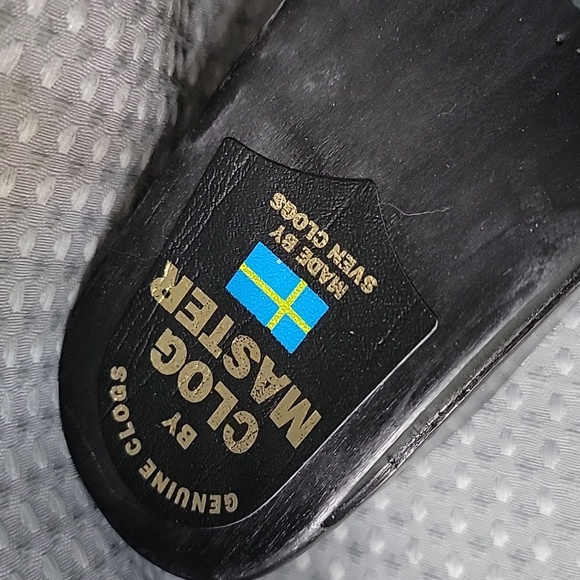 MADE BY
SVEN CLOGS
CLOG
MASTER
BY
GENUINE CLOGS